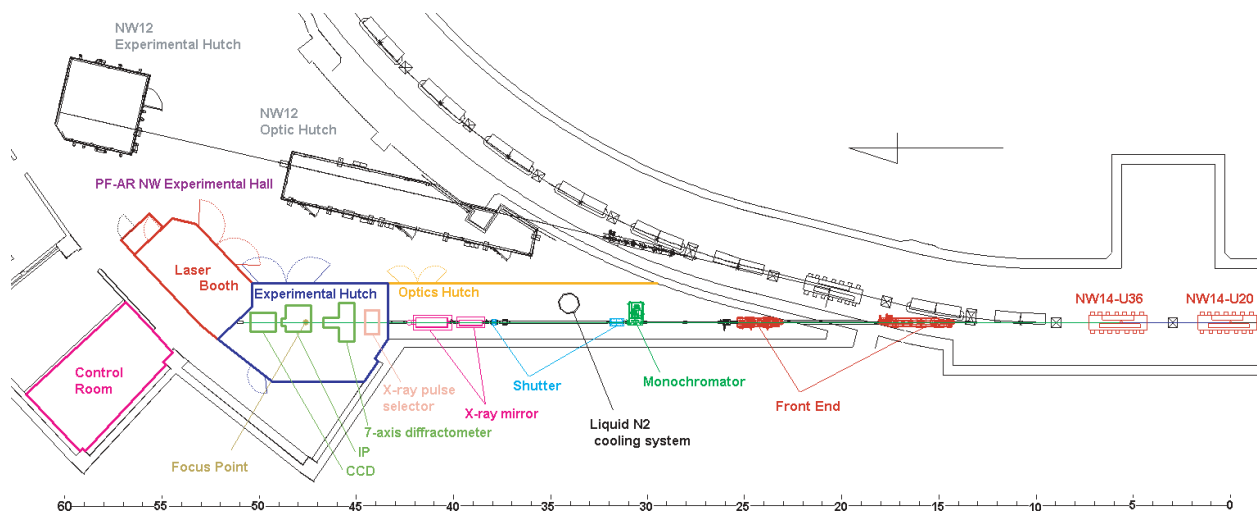 NW12
Experimental Hutch
NW12
Optic Hutch
PF-AR NW Experimental Hall
Laser
Booth
Experimental Hutch
Optics Hutch
NW14-U36
NW14-U20
Control
Room
X-ray pulse
selector
X-ray mirror
Shutter
Monochromator
Front End
Liquid N2
cooling system
7-axis diffractometer
IP
CCD
Focus Point
60 55 50 45 40 35 30 25 20 15 10 5 0